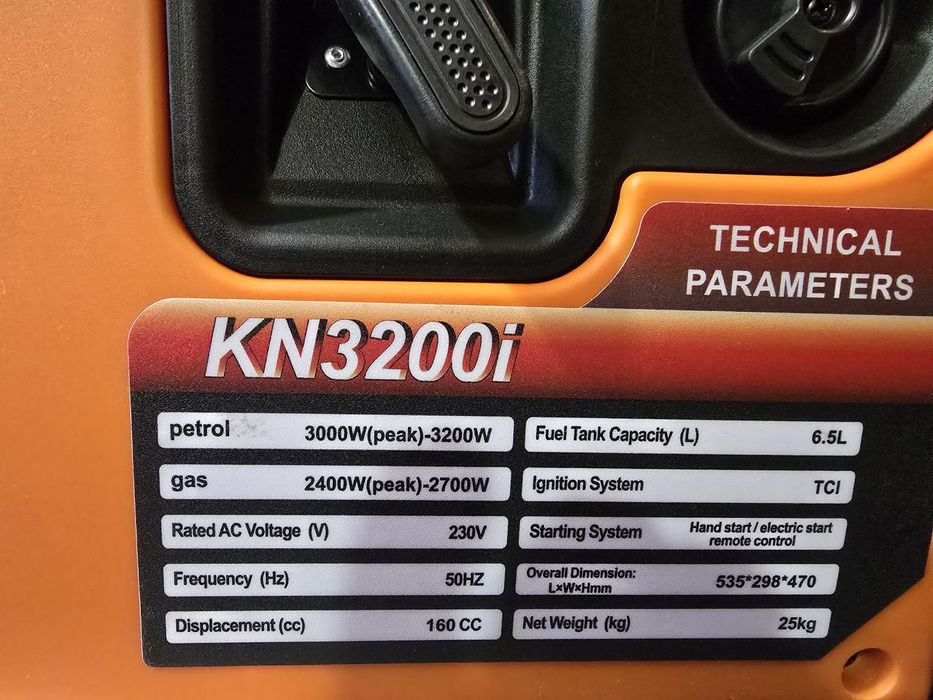 TECHNICAL
PARAMETERS
KN3200i
petrol 3000W(peak)-3200W
gas 2400W(peak)-2700W
Rated AC Voltage (V) 230V
Frequency (Hz) 50HZ
Displacement(cc) 160 CC
Fuel Tank Capacity (L) 6.5L
Ignition System TCI
Starting System Hand start / electric start
remote control
Overall Dimension:
L×W×Hmm 535*298*470
Net Weight (kg) 25kg